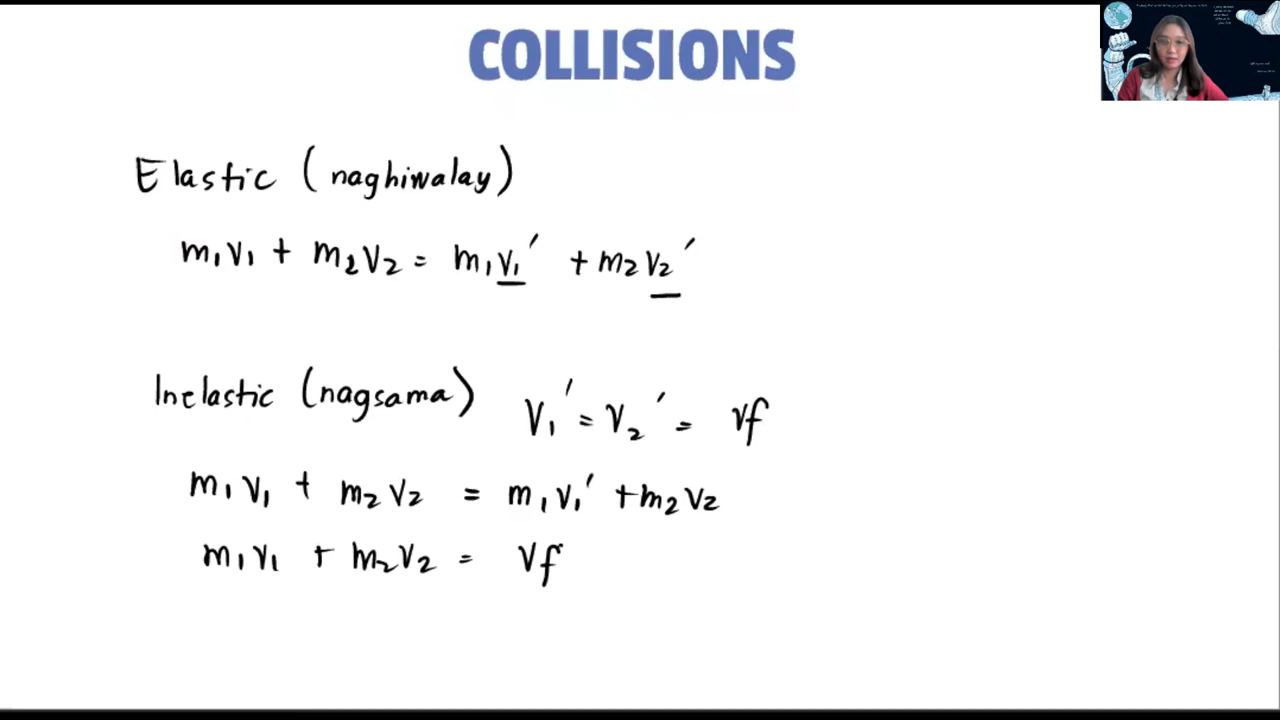 COLLISIONS
Elastic (naghiwalay)
m₁v₁ + m₂v₂ = m₁v₁′ + m₂v₂′
Inelastic (nagsama) V₁′ = V₂′ = Vf
m₁v₁ + m₂v₂ = m₁v₁′ + m₂v₂
m₁v₁ + m₂v₂ = Vf